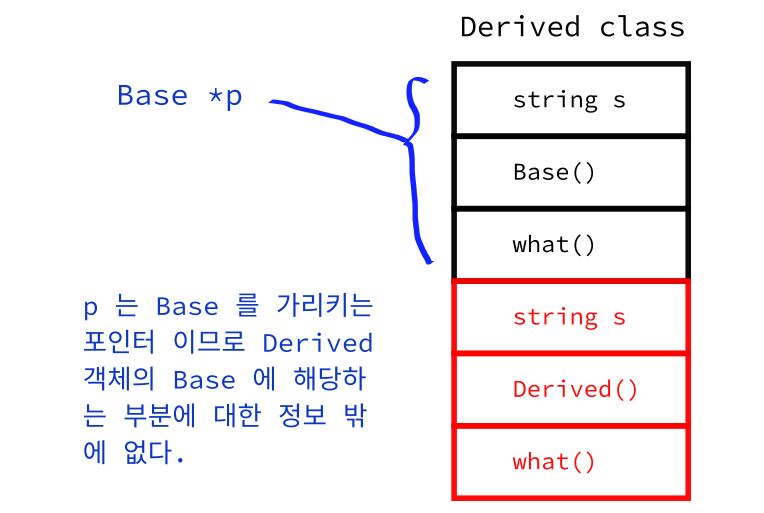 Derived class
Base *p
string s
Base()
what()
string s
Derived()
what()
p 는 Base 를 가리키는
포인터 이므로 Derived
객체의 Base 에 해당하
는 부분에 대한 정보 밖
에 없다.